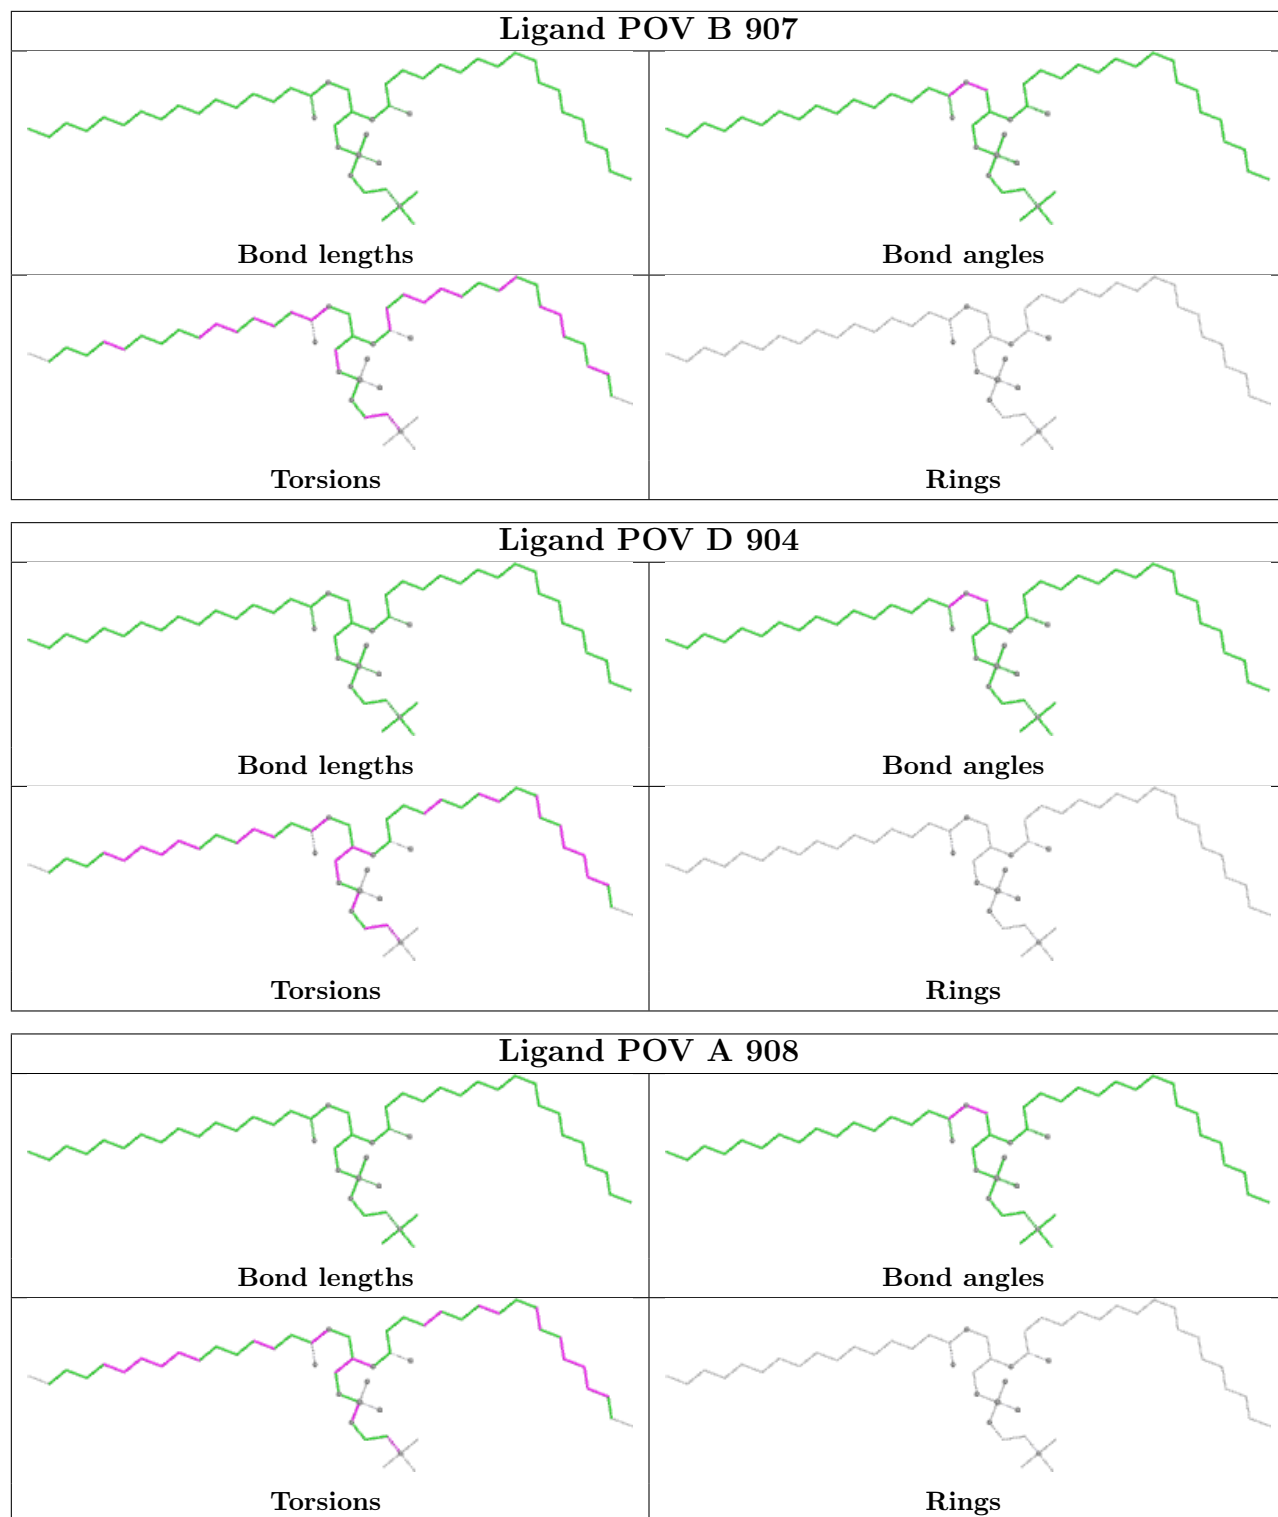 Ligand POV B 907
Bond lengths
Bond angles
Torsions
Rings
Ligand POV D 904
Bond lengths
Bond angles
Torsions
Rings
Ligand POV A 908
Bond lengths
Bond angles
Torsions
Rings